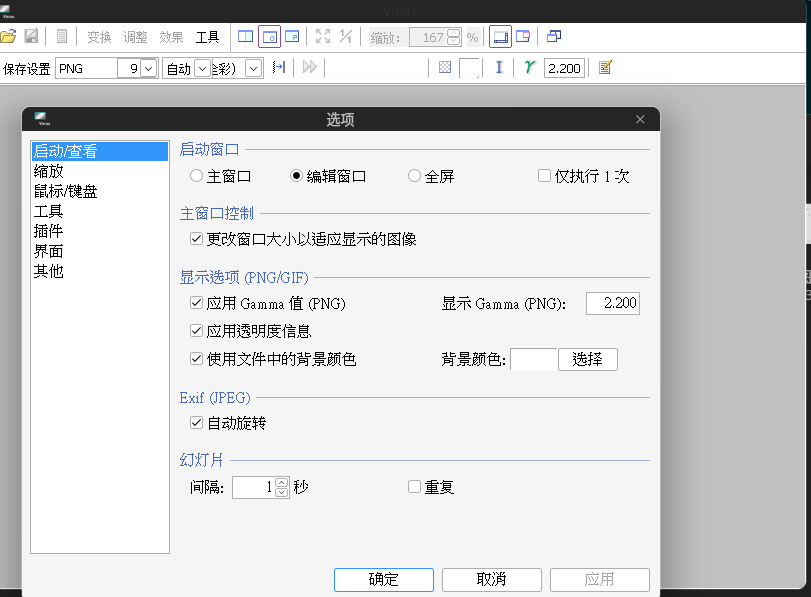 Vieas
变换 调整 效果 工具 缩放: 167 %
保存设置 PNG 9 自动 全彩) 2.200
选项
启动/查看
缩放
鼠标/键盘
工具
插件
界面
其他
启动窗口
主窗口 编辑窗口 全屏 仅执行 1 次
主窗口控制
更改窗口大小以适应显示的图像
显示选项 (PNG/GIF)
应用 Gamma 值 (PNG) 显示 Gamma (PNG): 2.200
应用透明度信息
使用文件中的背景颜色 背景颜色: 选择
Exif (JPEG)
自动旋转
幻灯片
间隔: 1 秒 重复
确定 取消 应用